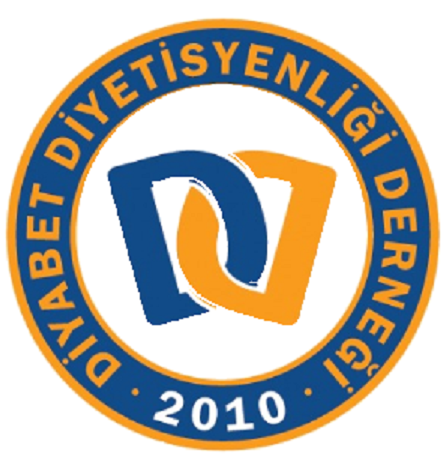 DİYABET DİYETİSYENLİĞİ DERNEĞİ
· 2010 ·